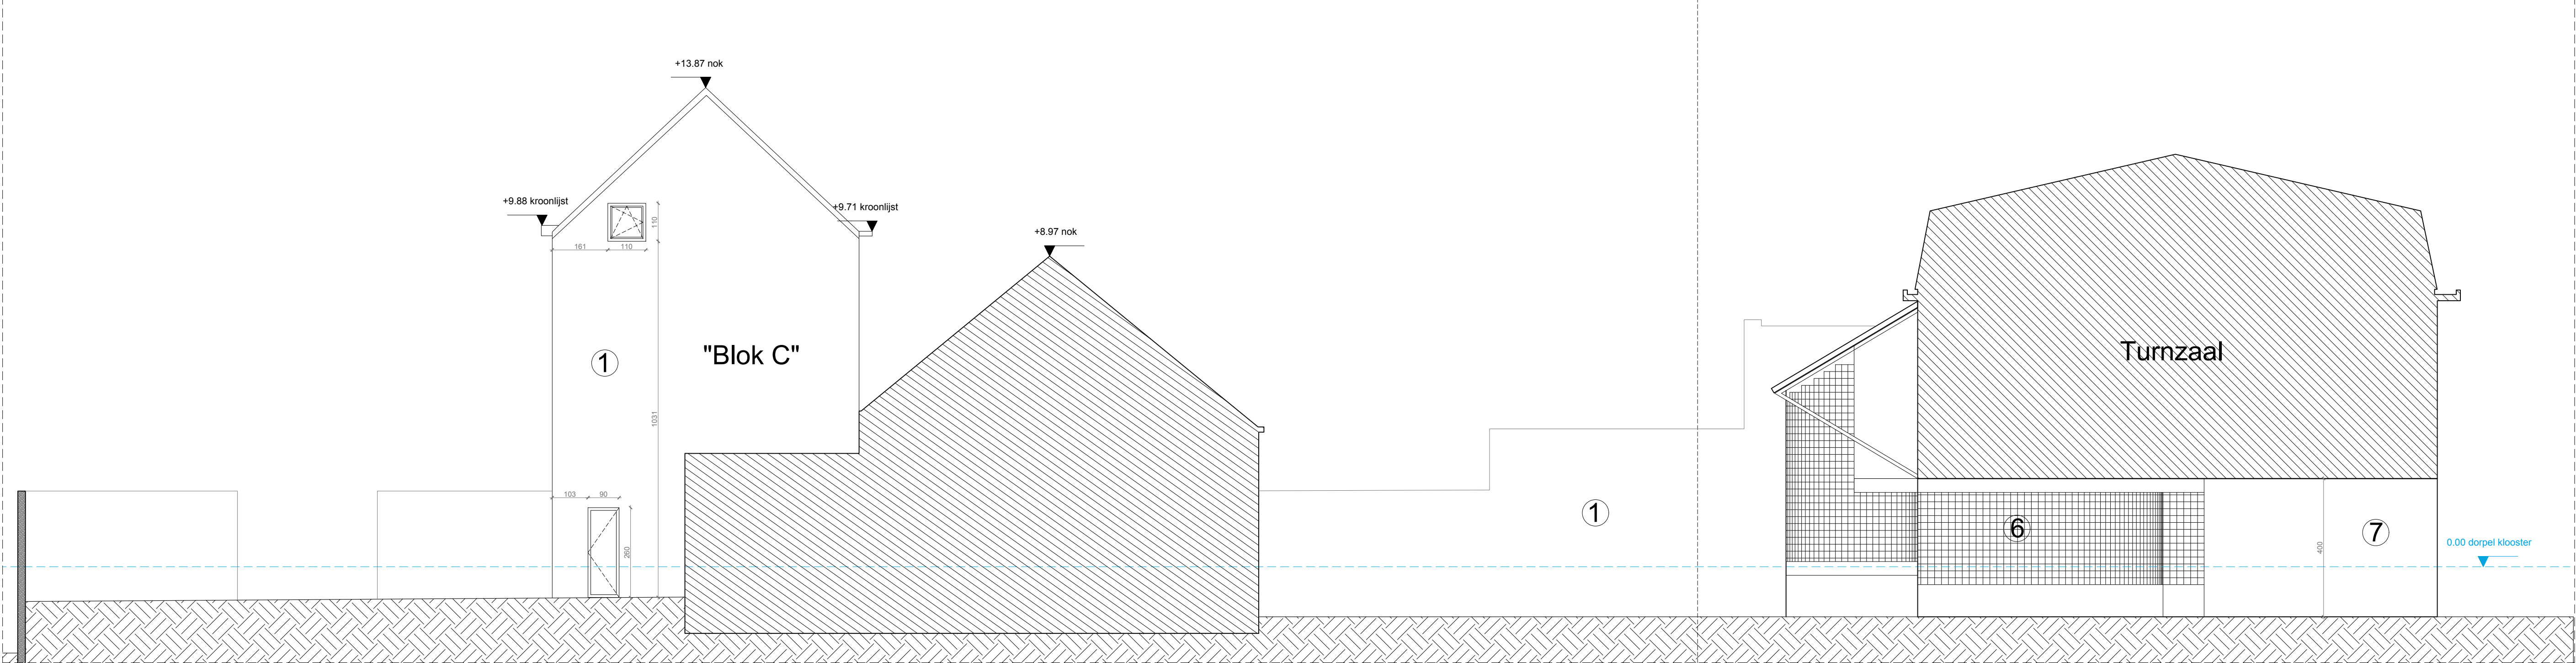 +13.87 nok
+9.88 kroonlijst
+9.71 kroonlijst
110
161
110
+8.97 nok
"Blok C"
Turnzaal
1
1031
103
90
260
1
6
7
400
0.00 dorpel klooster